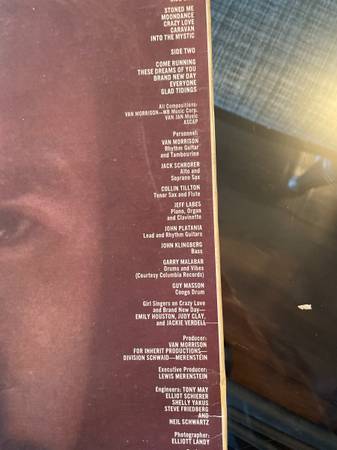 STONED ME
MOONDANCE
CRAZY LOVE
CARAVAN
INTO THE MYSTIC
SIDE TWO
COME RUNNING
THESE DREAMS OF YOU
BRAND NEW DAY
EVERYONE
GLAD TIDINGS
All Compositions:
VAN MORRISON—WB Music Corp.
VAN JAN Music
ASCAP
Personnel:
VAN MORRISON
Rhythm Guitar
and Tambourine
JACK SCHRORER
Alto and
Soprano Sax
COLLIN TILLTON
Tenor Sax and Flute
JEFF LABES
Piano, Organ
and Clavinette
JOHN PLATANIA
Lead and Rhythm Guitars
JOHN KLINGBERG
Bass
GARRY MALABAR
Drums and Vibes
(Courtesy Columbia Records)
GUY MASSON
Conga Drum
Girl Singers on Crazy Love
and Brand New Day—
EMILY HOUSTON, JUDY CLAY,
and JACKIE VERDELL
Producer:
VAN MORRISON
FOR INHERIT PRODUCTIONS—
DIVISION SCHWAID—MERENSTEIN
Executive Producer:
LEWIS MERENSTEIN
Engineers: TONY MAY
ELLIOT SCHIERER
SHELLY YAKUS
STEVE FRIEDBERG
AND
NEIL SCHWARTZ
Photographer:
ELLIOTT LANDY